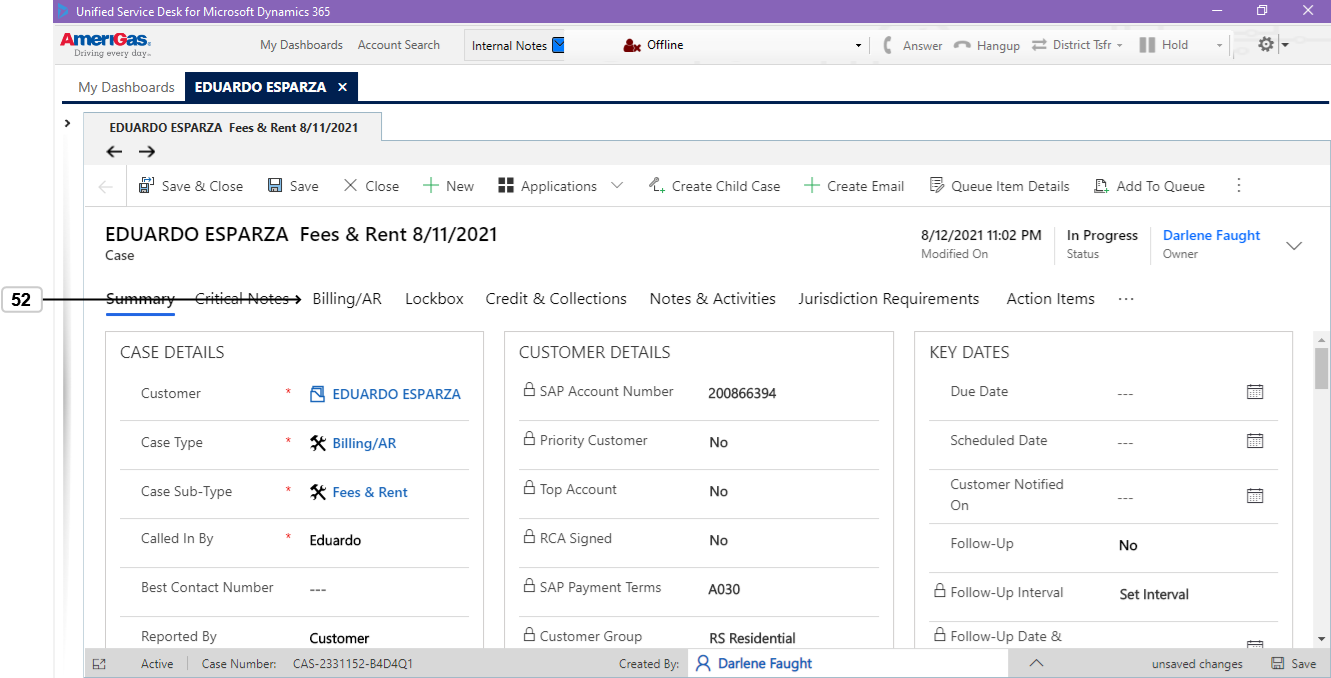 Unified Service Desk for Microsoft Dynamics 365
AmeriGas
Driving every day..
My Dashboards Account Search Internal Notes Offline Answer Hangup District Tsfr Hold
My Dashboards EDUARDO ESPARZA
EDUARDO ESPARZA Fees & Rent 8/11/2021
Save & Close Save Close New Applications Create Child Case Create Email Queue Item Details Add To Queue
EDUARDO ESPARZA Fees & Rent 8/11/2021
Case
8/12/2021 11:02 PM In Progress Darlene Faught
Modified On Status Owner
52
Summary Critical Notes Billing/AR Lockbox Credit & Collections Notes & Activities Jurisdiction Requirements Action Items ...
CASE DETAILS
Customer * EDUARDO ESPARZA
Case Type * Billing/AR
Case Sub-Type * Fees & Rent
Called In By * Eduardo
Best Contact Number ---
Reported By Customer
CUSTOMER DETAILS
SAP Account Number 200866394
Priority Customer No
Top Account No
RCA Signed No
SAP Payment Terms A030
Customer Group RS Residential
KEY DATES
Due Date ---
Scheduled Date ---
Customer Notified
On ---
Follow-Up No
Follow-Up Interval Set Interval
Follow-Up Date &
Active Case Number: CAS-2331152-B4D4Q1 Created By: Darlene Faught unsaved changes Save